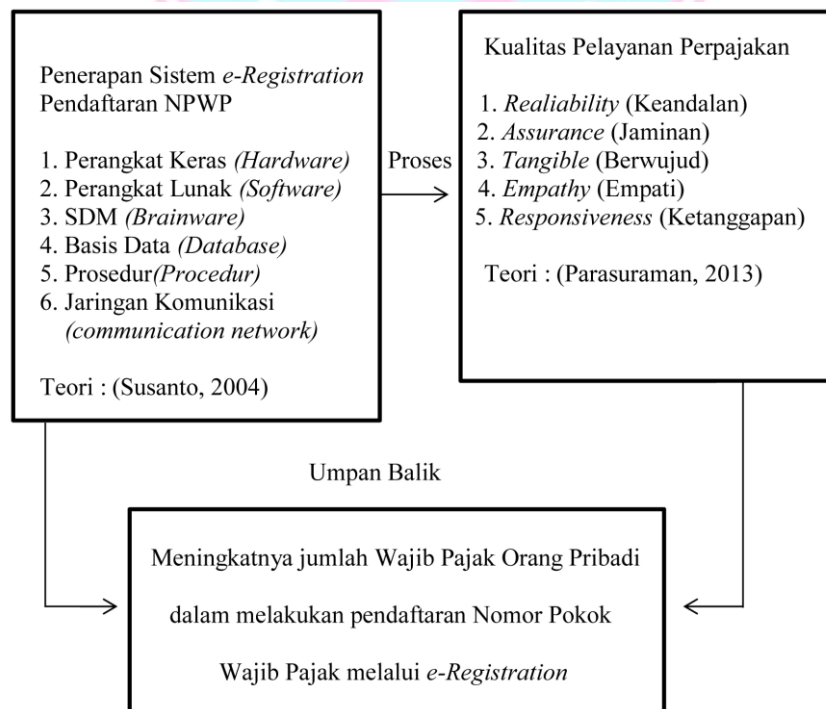 Penerapan Sistem e-Registration
Pendaftaran NPWP
1. Perangkat Keras (Hardware)
2. Perangkat Lunak (Software)
3. SDM (Brainware)
4. Basis Data (Database)
5. Prosedur(Procedur)
6. Jaringan Komunikasi
(communication network)
Teori : (Susanto, 2004)
Proses
Kualitas Pelayanan Perpajakan
1. Realiability (Keandalan)
2. Assurance (Jaminan)
3. Tangible (Berwujud)
4. Empathy (Empati)
5. Responsiveness (Ketanggapan)
Teori : (Parasuraman, 2013)
Umpan Balik
Meningkatnya jumlah Wajib Pajak Orang Pribadi
dalam melakukan pendaftaran Nomor Pokok
Wajib Pajak melalui e-Registration